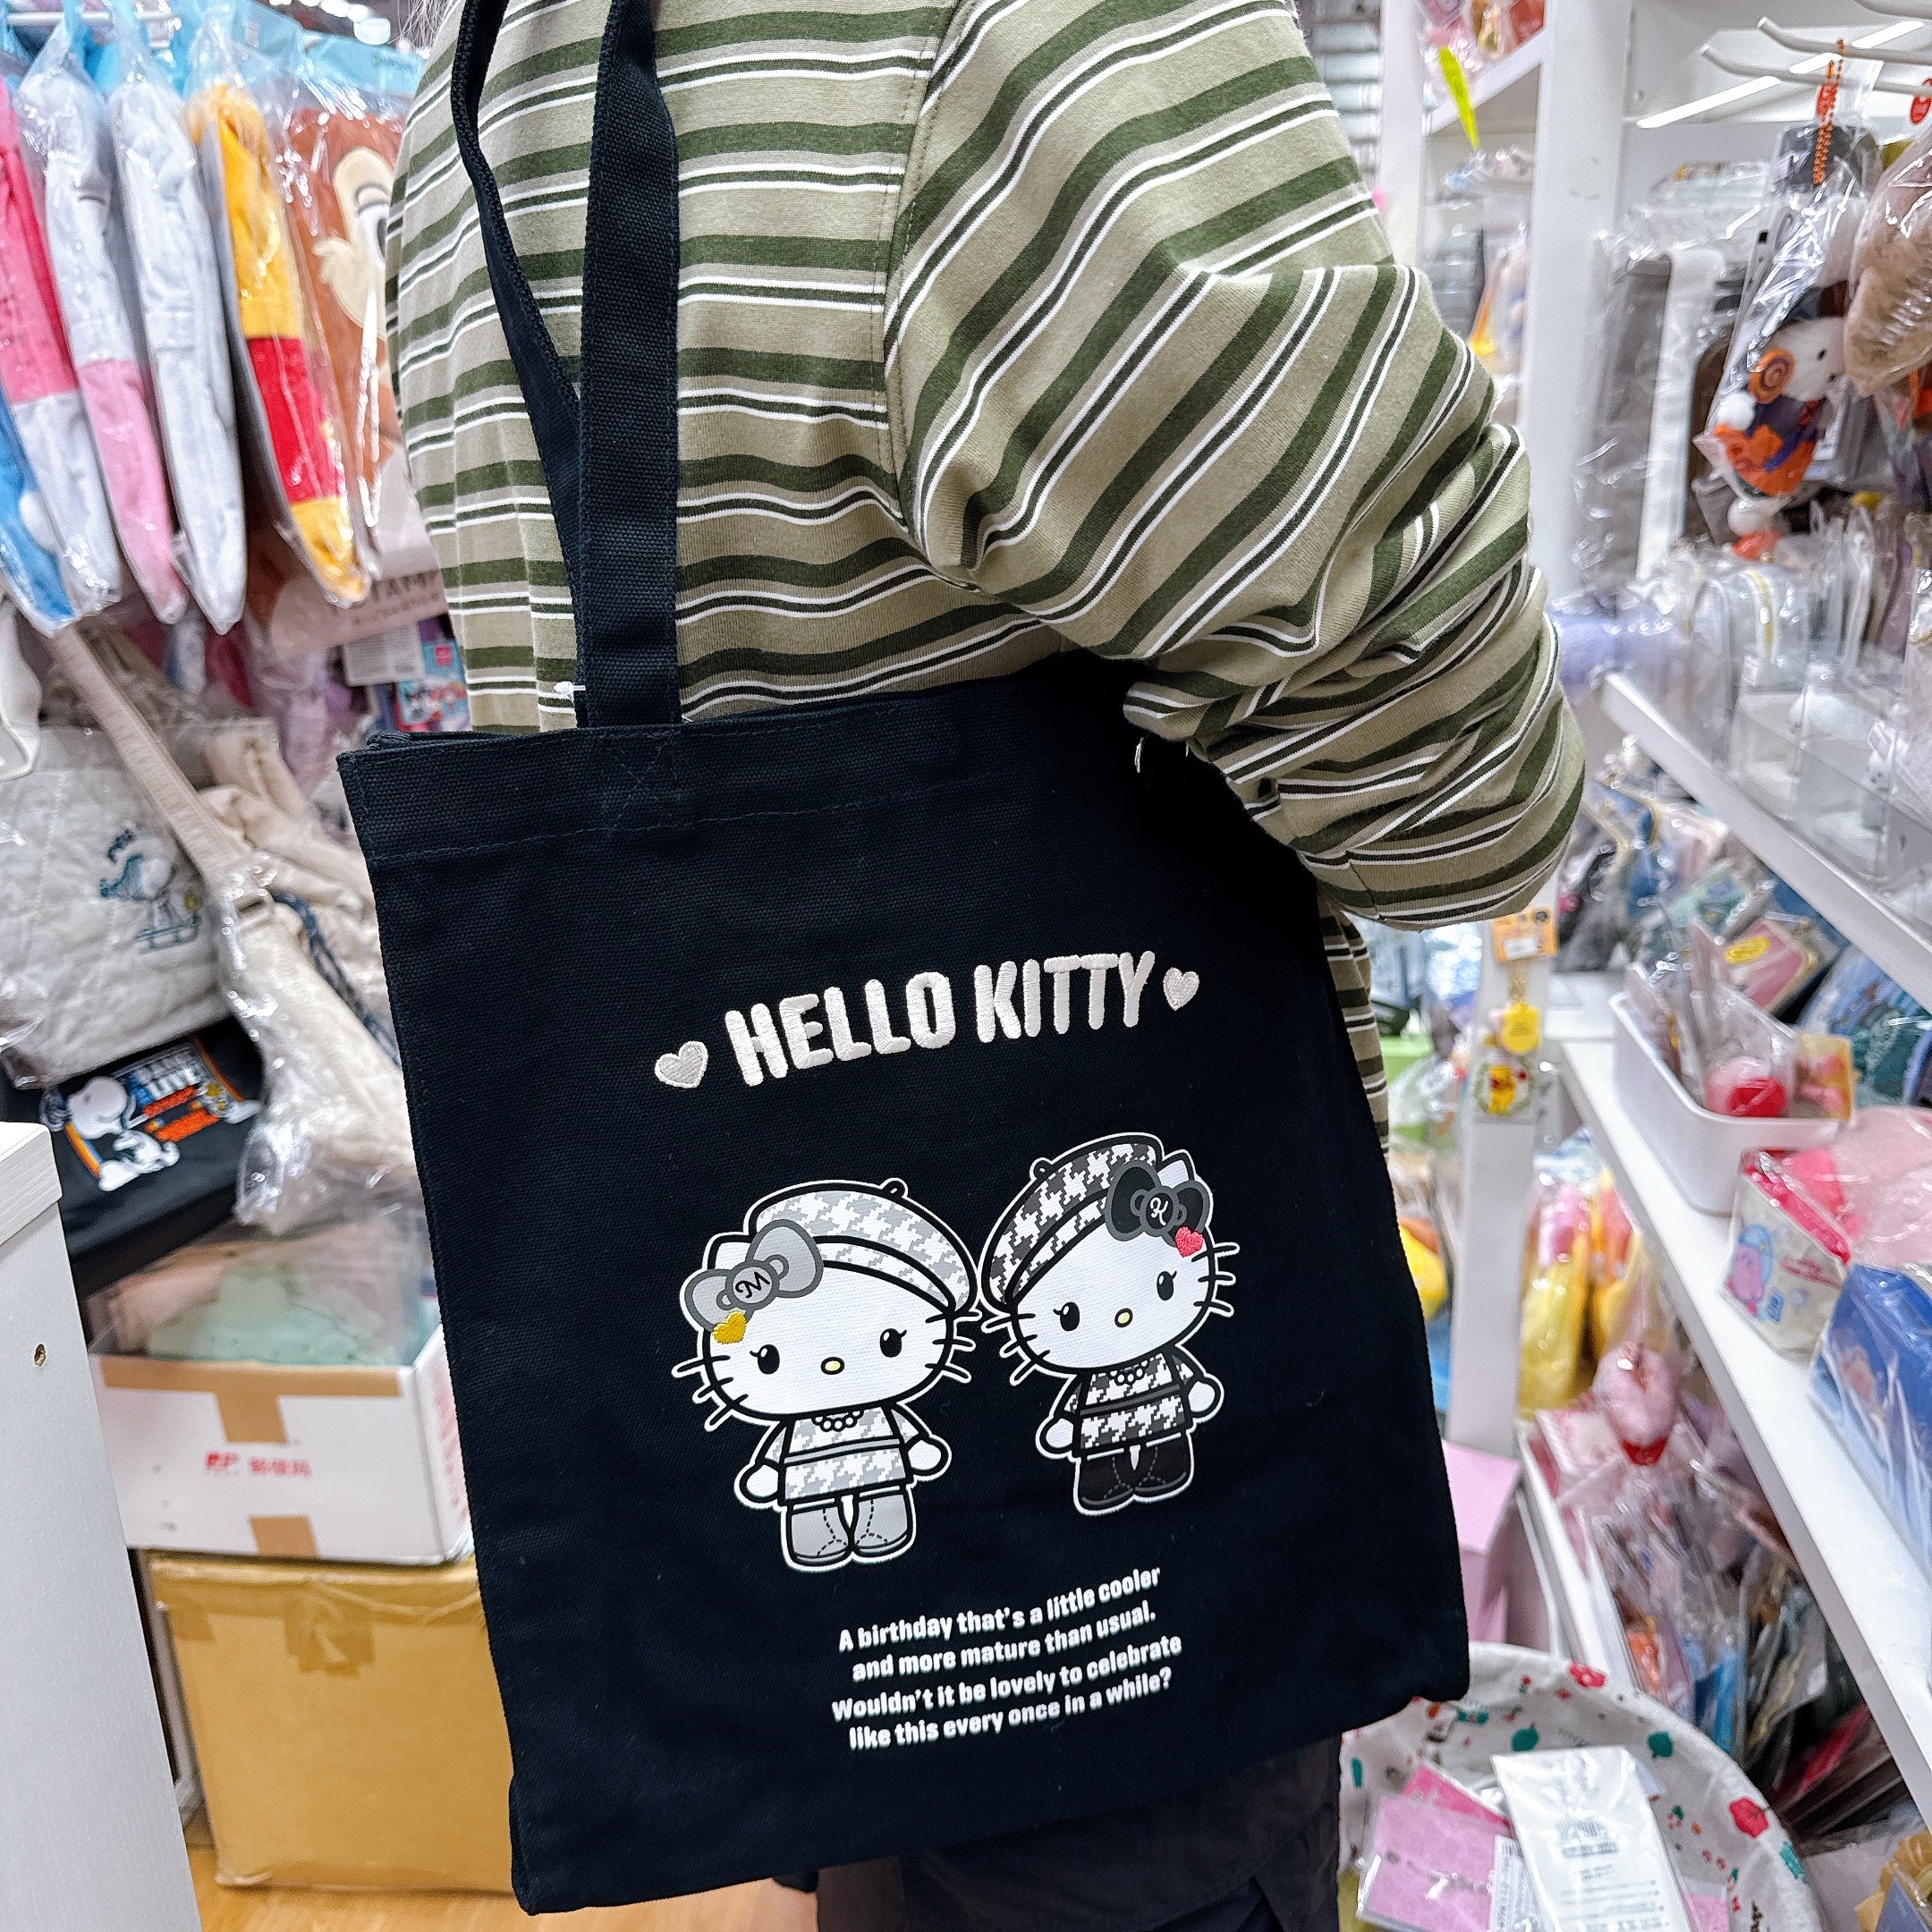 HELLO KITTY
M
H
A birthday that's a little cooler
and more mature than usual.
Wouldn't it be lovely to celebrate
like this every once in a while?